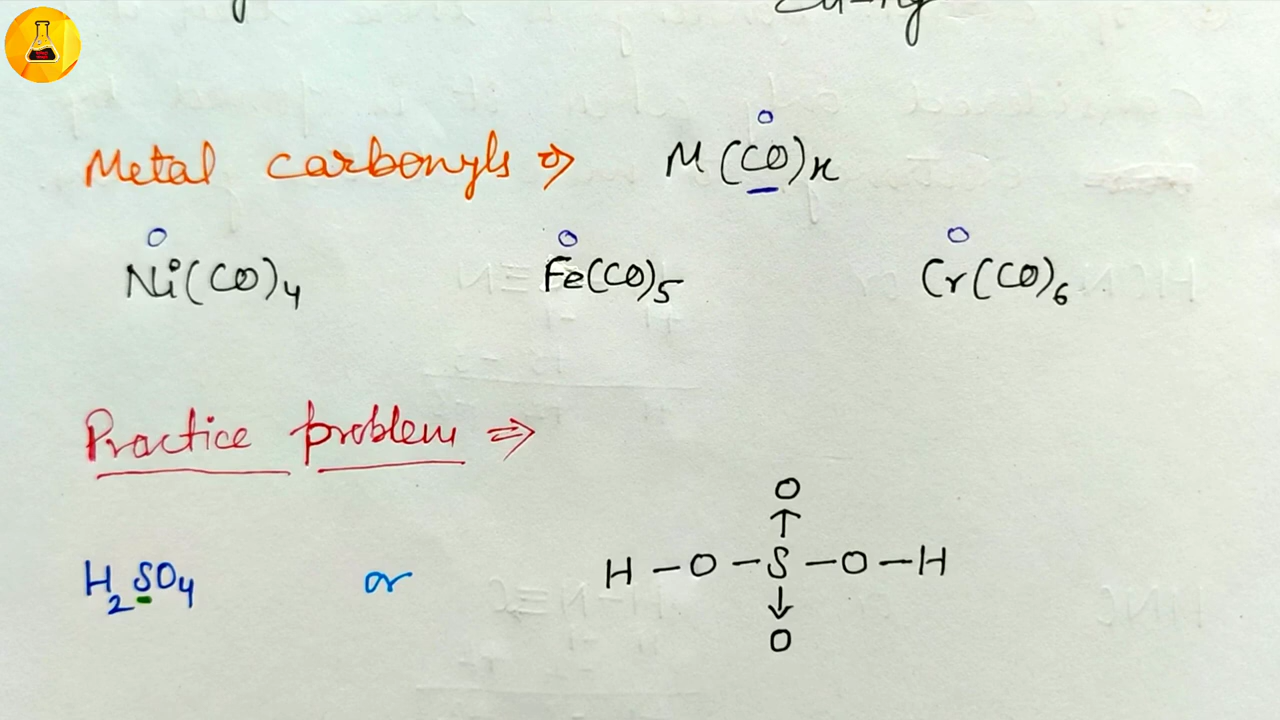 Metal carbonyls ⇒ M(CO)x
o
o o o
Ni(CO)4 Fe(CO)5 Cr(CO)6
Practice problem ⇒
O
↑
H2SO4 or H – O – S – O – H
↓
O